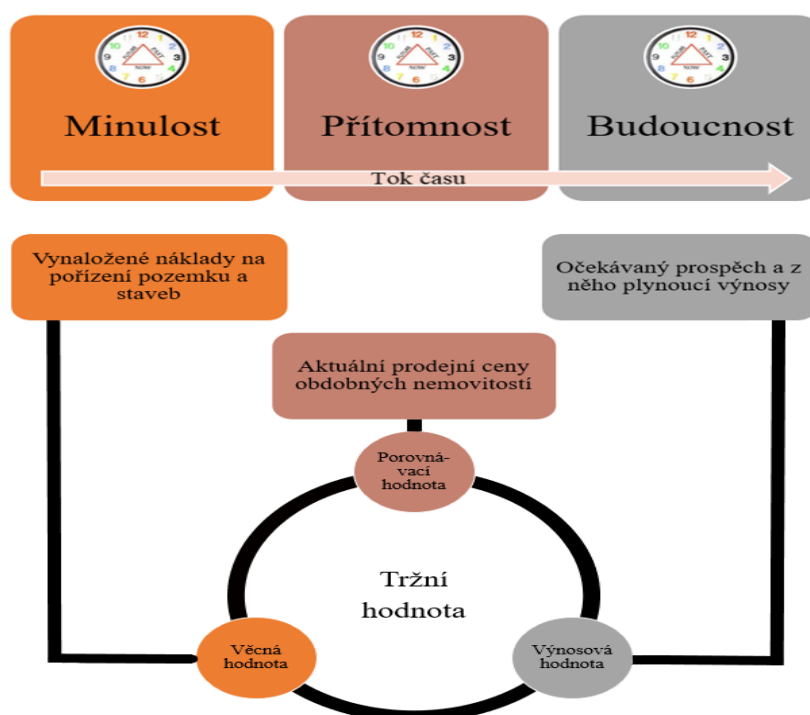 Minulost
Přítomnost
Budoucnost
Tok času
Vynaložené náklady na
pořízení pozemku a
staveb
Očekávaný prospěch a z
něho plynoucí výnosy
Aktuální prodejní ceny
obdobných nemovitostí
Porovná-
vací
hodnota
Tržní
hodnota
Věcná
hodnota
Výnosová
hodnota